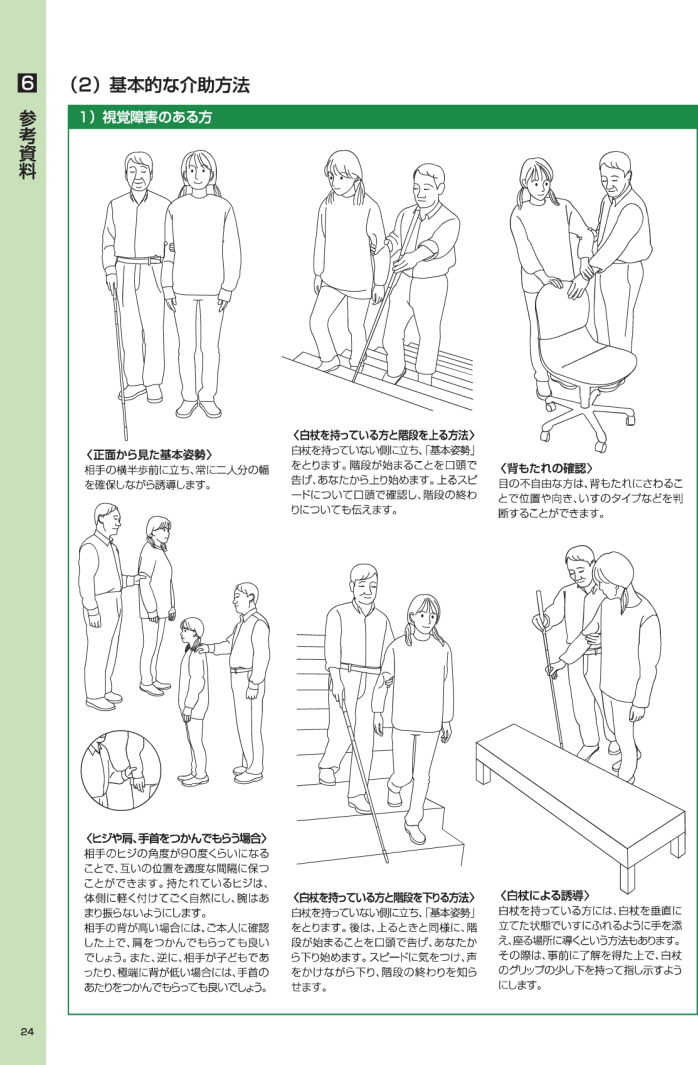 6
参考資料
（2）基本的な介助方法
1）視覚障害のある方
〈正面から見た基本姿勢〉
相手の横半歩前に立ち、常に二人分の幅
を確保しながら誘導します。
〈白杖を持っている方と階段を上る方法〉
白杖を持っていない側に立ち、「基本姿勢」
をとります。階段が始まることを口頭で
告げ、あなたから上り始めます。上るスピ
ードについて口頭で確認し、階段の終わ
りについても伝えます。
〈背もたれの確認〉
目の不自由な方は、背もたれにさわるこ
とで位置や向き、いすのタイプなどを判
断することができます。
〈ヒジや肩、手首をつかんでもらう場合〉
相手のヒジの角度が90度くらいになる
ことで、互いの位置を適度な間隔に保つ
ことができます。持たれているヒジは、
体側に軽く付けてごく自然にし、腕はあ
まり振らないようにします。
相手の背が高い場合には、ご本人に確認
した上で、肩をつかんでもらっても良い
でしょう。また、逆に、相手が子どもであ
ったり、極端に背が低い場合には、手首の
あたりをつかんでもらっても良いでしょう。
〈白杖を持っている方と階段を下りる方法〉
白杖を持っていない側に立ち、「基本姿勢」
をとります。後は、上るときと同様に、階
段が始まることを口頭で告げ、あなたか
ら下り始めます。スピードに気をつけ、声
をかけながら下り、階段の終わりを知ら
せます。
〈白杖による誘導〉
白杖を持っている方には、白杖を垂直に
立てた状態でいすにふれるように手を添
え、座る場所に導くという方法もあります。
その際は、事前に了解を得た上で、白杖
のグリップの少し下を持って指し示すよう
にします。
24